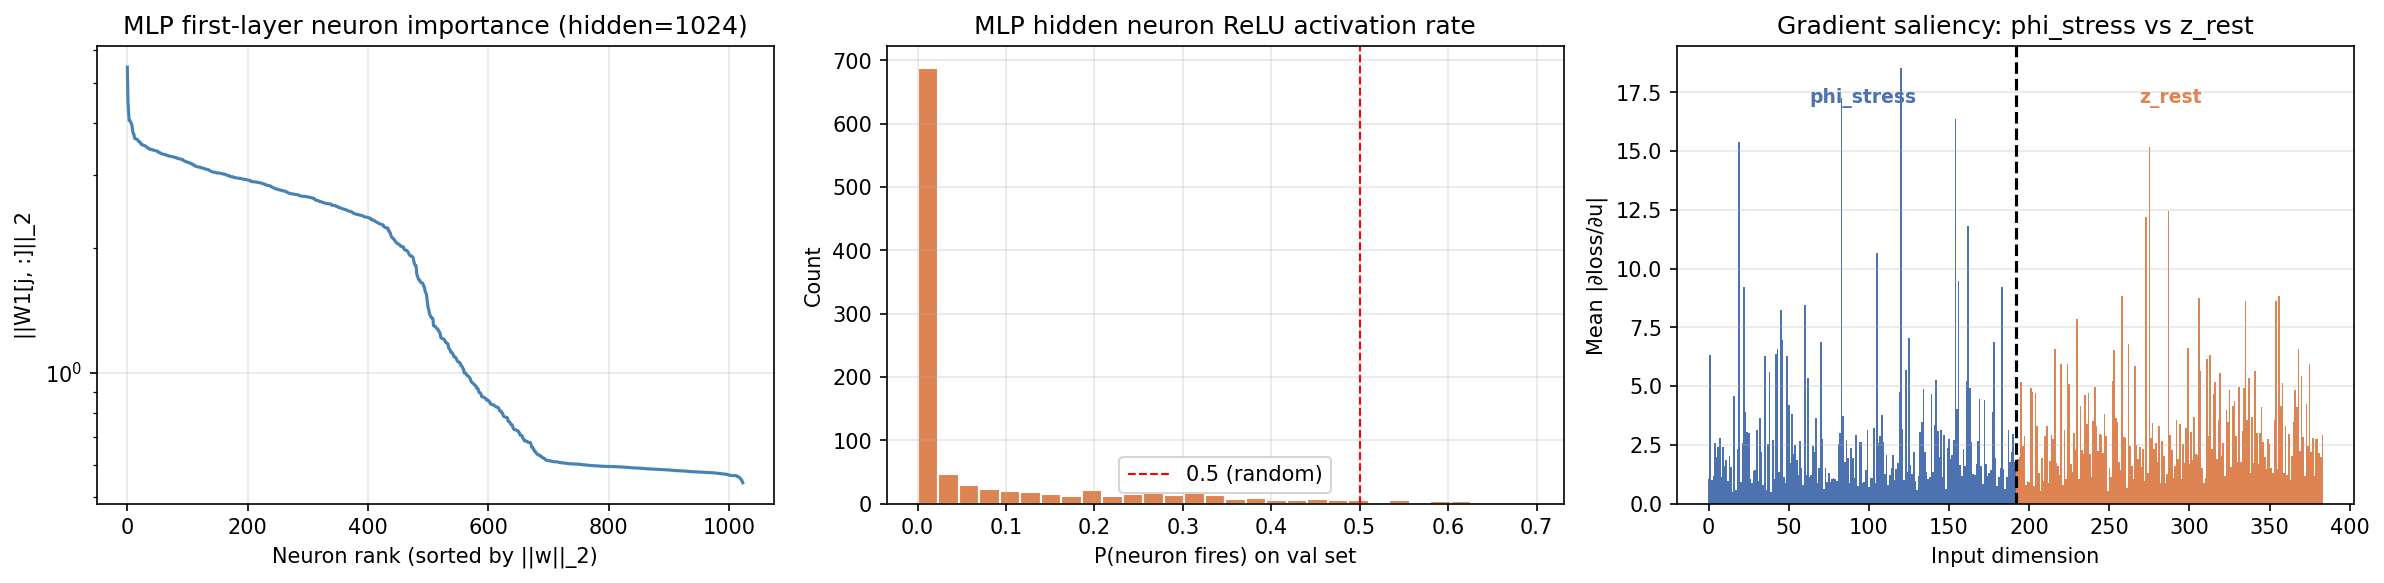 MLP first-layer neuron importance (hidden=1024)
||W1[j, :]||_2
10^0
0 200 400 600 800 1000
Neuron rank (sorted by ||w||_2)
MLP hidden neuron ReLU activation rate
Count
700
600
500
400
300
200
100
0
0.5 (random)
0.0 0.1 0.2 0.3 0.4 0.5 0.6 0.7
P(neuron fires) on val set
Gradient saliency: phi_stress vs z_rest
Mean |∂loss/∂u|
17.5
15.0
12.5
10.0
7.5
5.0
2.5
0.0
phi_stress
z_rest
0 50 100 150 200 250 300 350 400
Input dimension